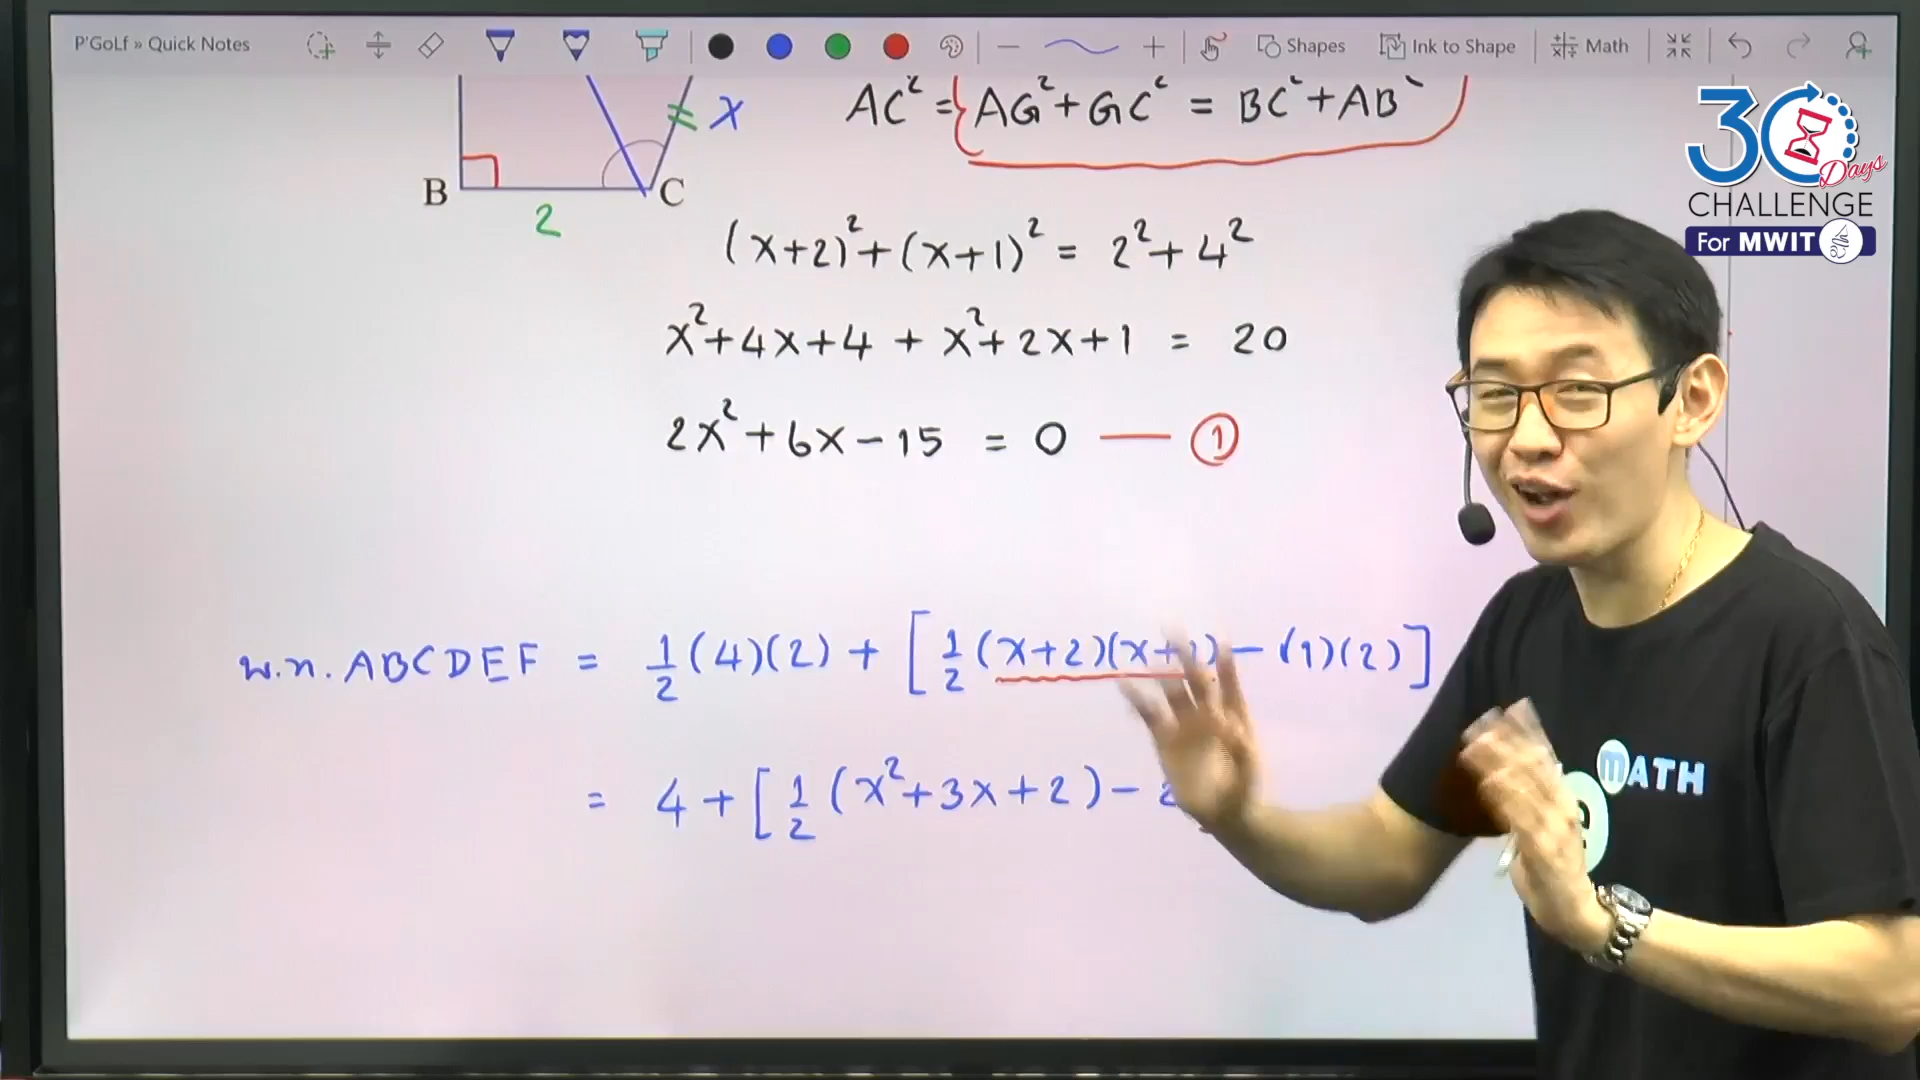 P'GoLf » Quick Notes
Shapes
Ink to Shape
Math
30 Days
CHALLENGE
For MWIT
AC² = {AG² + GC² = BC² + AB²
x
B
C
2
(x+2)² + (x+1)² = 2² + 4²
x² + 4x + 4 + x² + 2x + 1 = 20
2x² + 6x - 15 = 0 — ①
พ.ท. ABCDEF = 1/2 (4)(2) + [1/2 (x+2)(x+1) - (1)(2)]
= 4 + [1/2 (x² + 3x + 2) - 2
MATH